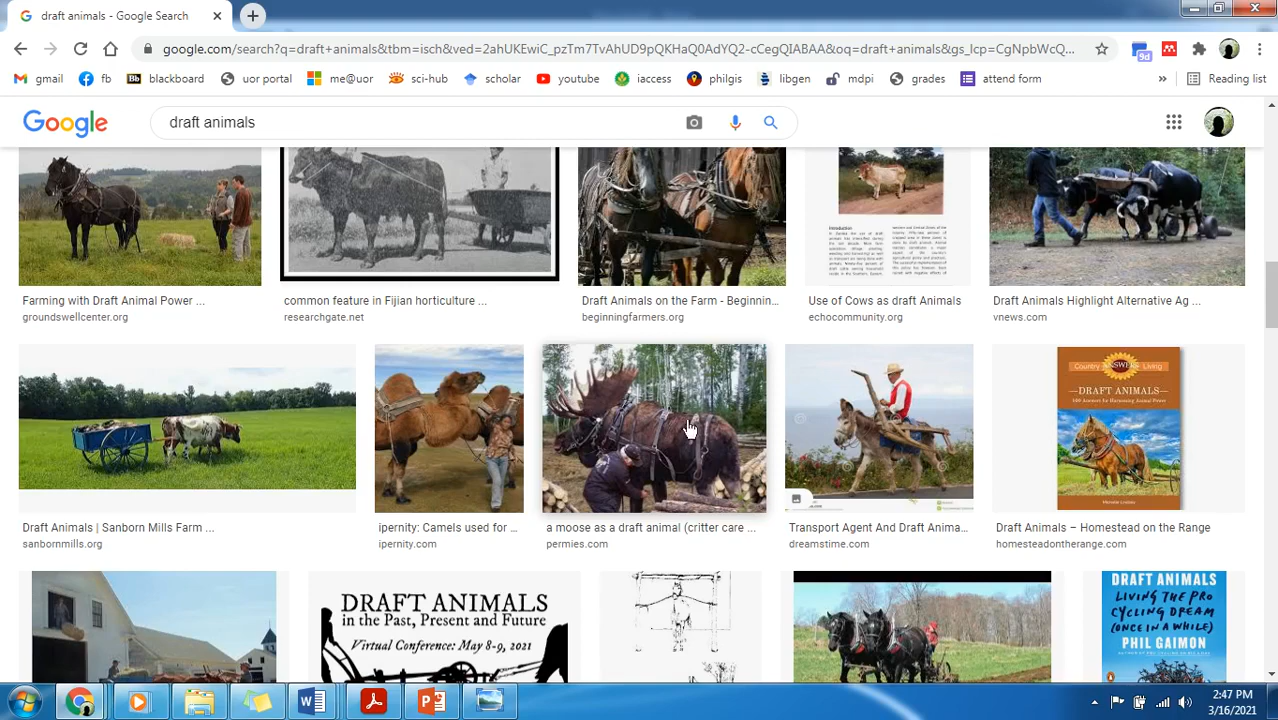 draft animals - Google Search
google.com/search?q=draft+animals&tbm=isch&ved=2ahUKEwiC_pzTm7TvAhUD9pQKHaQ0AdYQ2-cCegQIABAA&oq=draft+animals&gs_lcp=CgNpbWcQ...
9d
gmail fb Bb blackboard uor portal me@uor sci-hub scholar youtube iaccess philgis libgen mdpi grades attend form » Reading list
Google draft animals
Introduction
Farming with Draft Animal Power ...
groundswellcenter.org
common feature in Fijian horticulture ...
researchgate.net
Draft Animals on the Farm - Beginnin...
beginningfarmers.org
Use of Cows as draft Animals
echocommunity.org
Draft Animals Highlight Alternative Ag ...
vnews.com
Country ANSWERS Living
DRAFT ANIMALS
Draft Animals | Sanborn Mills Farm ...
sanbornmills.org
ipernity: Camels used for ...
ipernity.com
a moose as a draft animal (critter care ...
permies.com
Transport Agent And Draft Anima...
dreamstime.com
Draft Animals – Homestead on the Range
homesteadontherange.com
DRAFT ANIMALS
in the Past, Present and Future
Virtual Conference: May 8-9, 2021
DRAFT ANIMALS
LIVING THE PRO
CYCLING DREAM
(ONCE IN A WHILE)
PHIL GAIMON
2:47 PM
3/16/2021